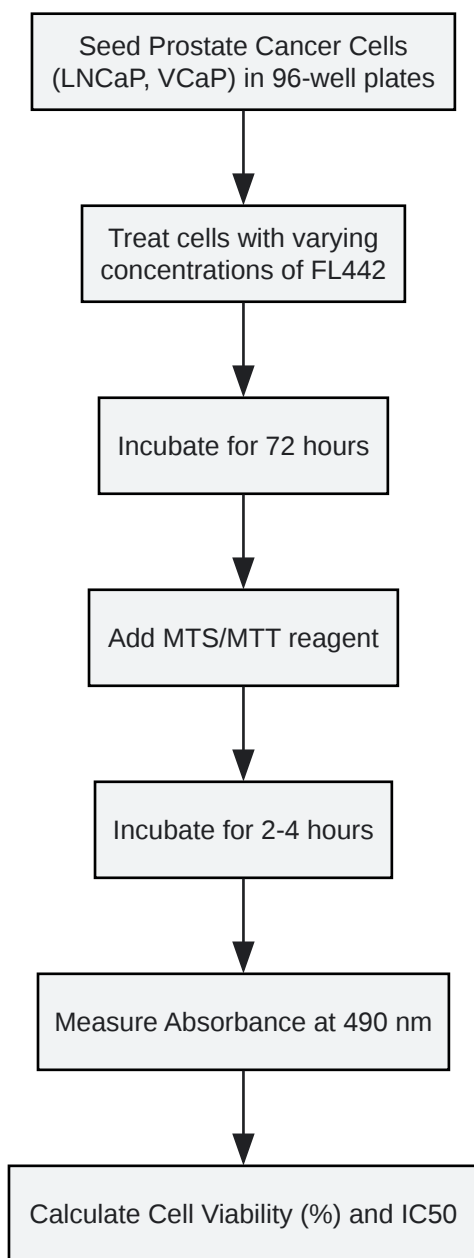 Seed Prostate Cancer Cells
(LNCaP, VCaP) in 96-well plates
Treat cells with varying
concentrations of FL442
Incubate for 72 hours
Add MTS/MTT reagent
Incubate for 2-4 hours
Measure Absorbance at 490 nm
Calculate Cell Viability (%) and IC50